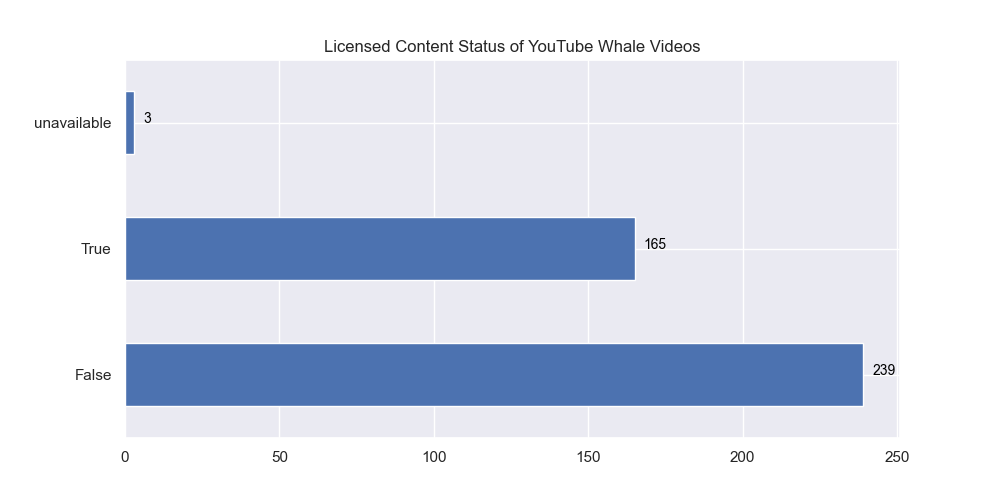 Licensed Content Status of YouTube Whale Videos
unavailable
3
True
165
False
239
0 50 100 150 200 250